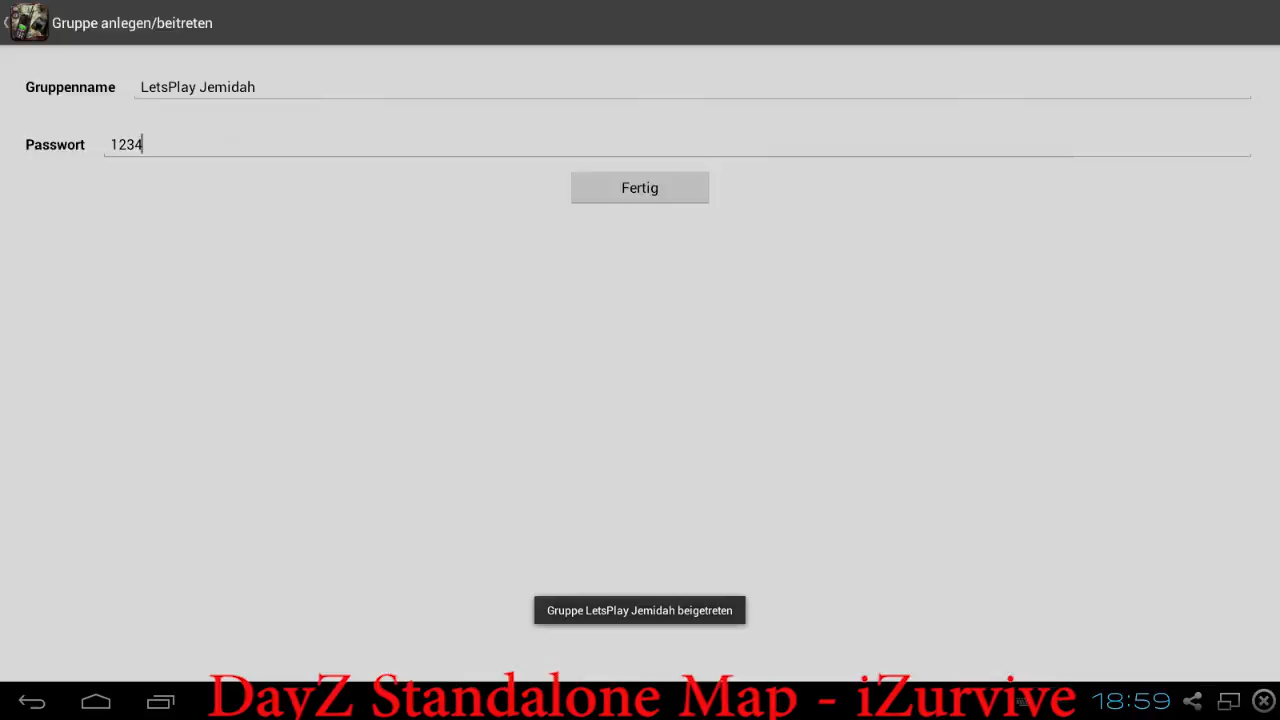 Gruppe anlegen/beitreten
Gruppenname LetsPlay Jemidah
Passwort 1234
Fertig
Gruppe LetsPlay Jemidah beigetreten
DayZ Standalone Map - iZurvive 18:59